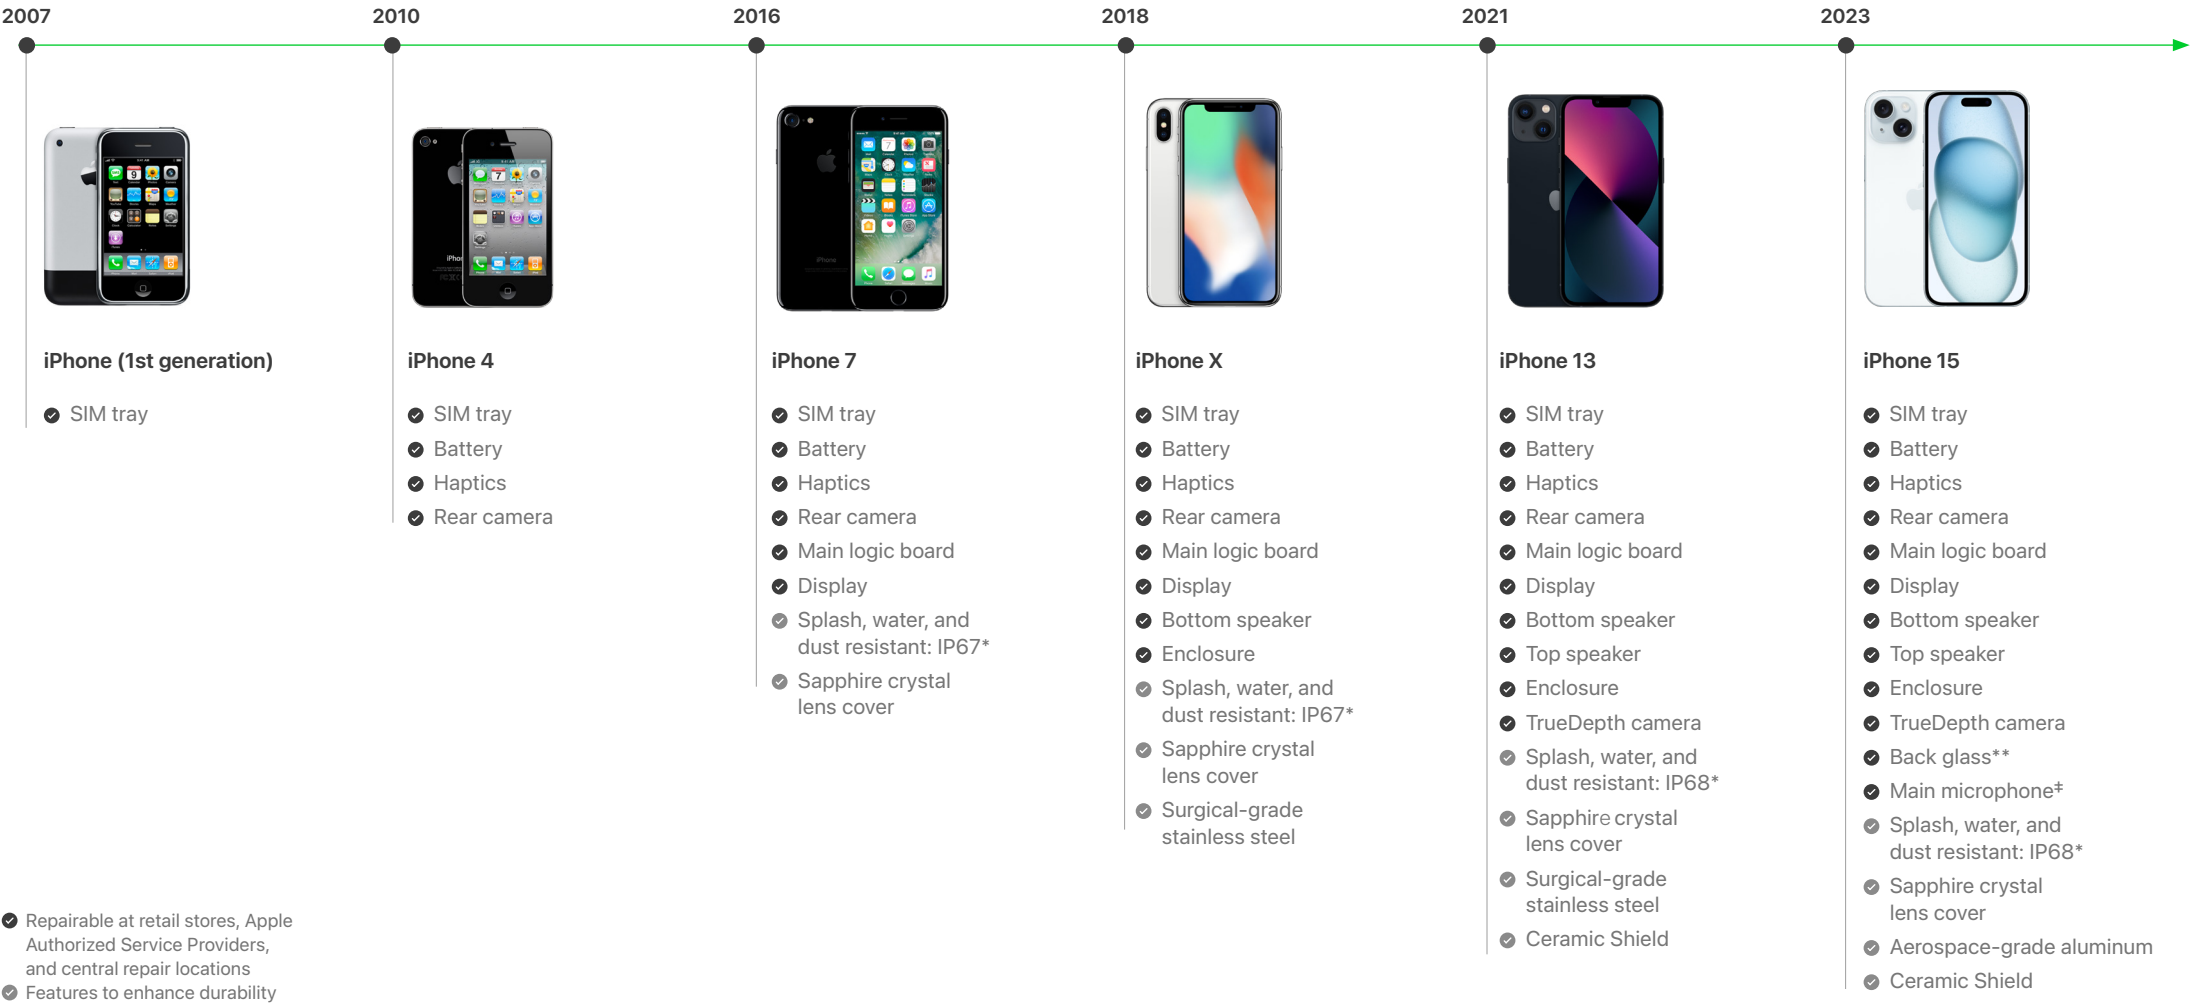 2007
2010
2016
2018
2021
2023
iPhone
iPhone
iPhone (1st generation)
SIM tray
iPhone 4
SIM tray
Battery
Haptics
Rear camera
iPhone 7
SIM tray
Battery
Haptics
Rear camera
Main logic board
Display
Splash, water, and
dust resistant: IP67*
Sapphire crystal
lens cover
iPhone X
SIM tray
Battery
Haptics
Rear camera
Main logic board
Display
Bottom speaker
Enclosure
Splash, water, and
dust resistant: IP67*
Sapphire crystal
lens cover
Surgical-grade
stainless steel
iPhone 13
SIM tray
Battery
Haptics
Rear camera
Main logic board
Display
Bottom speaker
Top speaker
Enclosure
TrueDepth camera
Splash, water, and
dust resistant: IP68*
Sapphire crystal
lens cover
Surgical-grade
stainless steel
Ceramic Shield
iPhone 15
SIM tray
Battery
Haptics
Rear camera
Main logic board
Display
Bottom speaker
Top speaker
Enclosure
TrueDepth camera
Back glass**
Main microphone‡
Splash, water, and
dust resistant: IP68*
Sapphire crystal
lens cover
Aerospace-grade aluminum
Ceramic Shield
Repairable at retail stores, Apple
Authorized Service Providers,
and central repair locations
Features to enhance durability